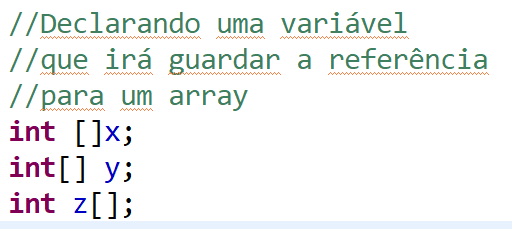 //Declarando uma variável
//que irá guardar a referência
//para um array
int []x;
int[] y;
int z[];